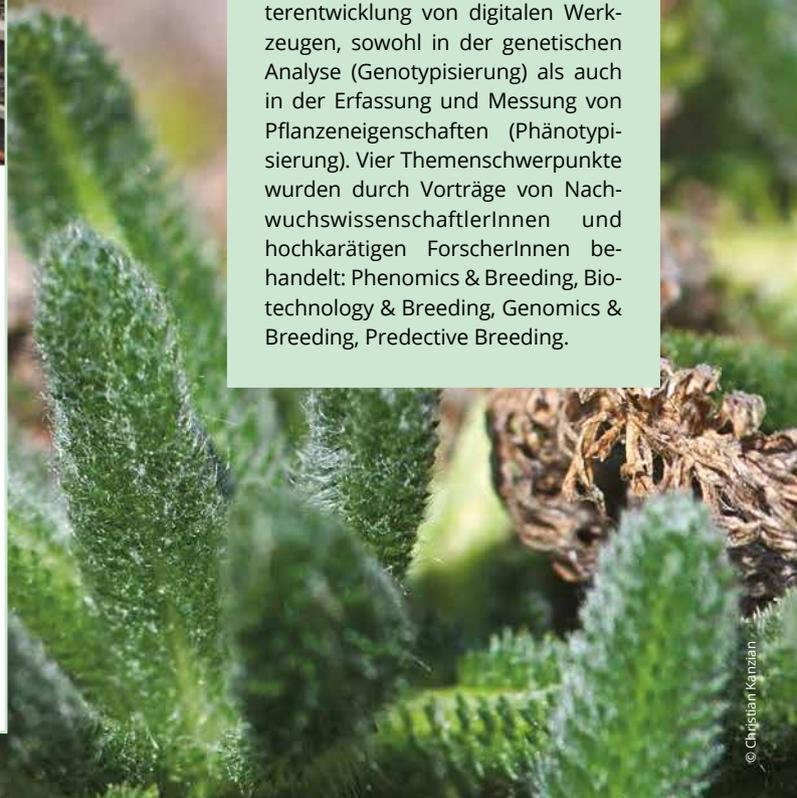 terentwicklung von digitalen Werk-
zeugen, sowohl in der genetischen
Analyse (Genotypisierung) als auch
in der Erfassung und Messung von
Pflanzeneigenschaften (Phänotypi-
sierung). Vier Themenschwerpunkte
wurden durch Vorträge von Nach-
wuchswissenschaftlerInnen und
hochkarätigen ForscherInnen be-
handelt: Phenomics & Breeding, Bio-
technology & Breeding, Genomics &
Breeding, Predective Breeding.
© Christian Kanzian